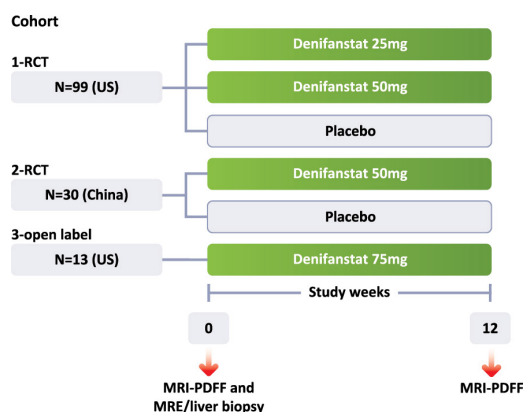 Cohort
1-RCT
N=99 (US)
Denifanstat 25mg
Denifanstat 50mg
Placebo
2-RCT
N=30 (China)
Denifanstat 50mg
Placebo
3-open label
N=13 (US)
Denifanstat 75mg
Study weeks
0
12
MRI-PDFF and
MRE/liver biopsy
MRI-PDFF